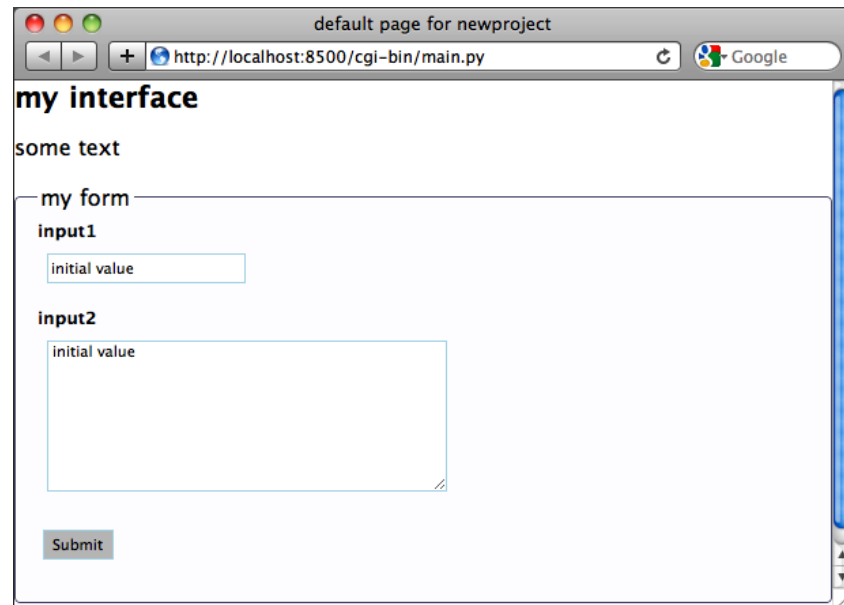 default page for newproject
http://localhost:8500/cgi-bin/main.py
Google
my interface
some text
my form
input1
initial value
input2
initial value
Submit